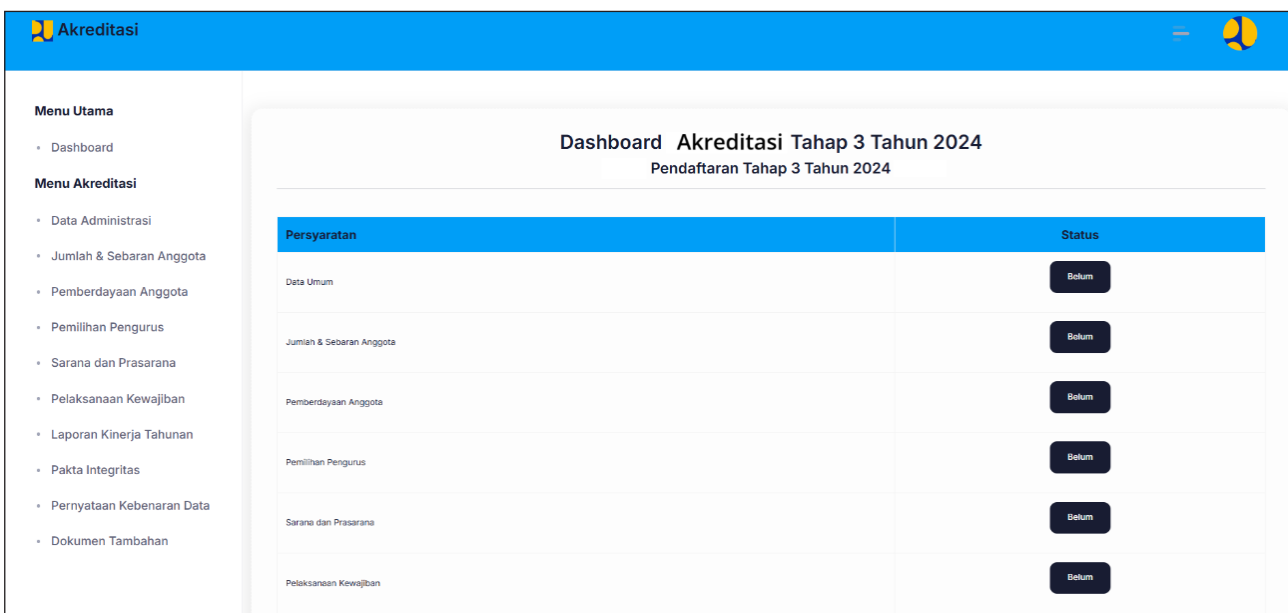 Akreditasi
Menu Utama
Dashboard
Menu Akreditasi
Data Administrasi
Jumlah & Sebaran Anggota
Pemberdayaan Anggota
Pemilihan Pengurus
Sarana dan Prasarana
Pelaksanaan Kewajiban
Laporan Kinerja Tahunan
Pakta Integritas
Pernyataan Kebenaran Data
Dokumen Tambahan
Dashboard Akreditasi Tahap 3 Tahun 2024
Pendaftaran Tahap 3 Tahun 2024
Persyaratan Status
Data Umum Belum
Jumlah & Sebaran Anggota Belum
Pemberdayaan Anggota Belum
Pemilihan Pengurus Belum
Sarana dan Prasarana Belum
Pelaksanaan Kewajiban Belum